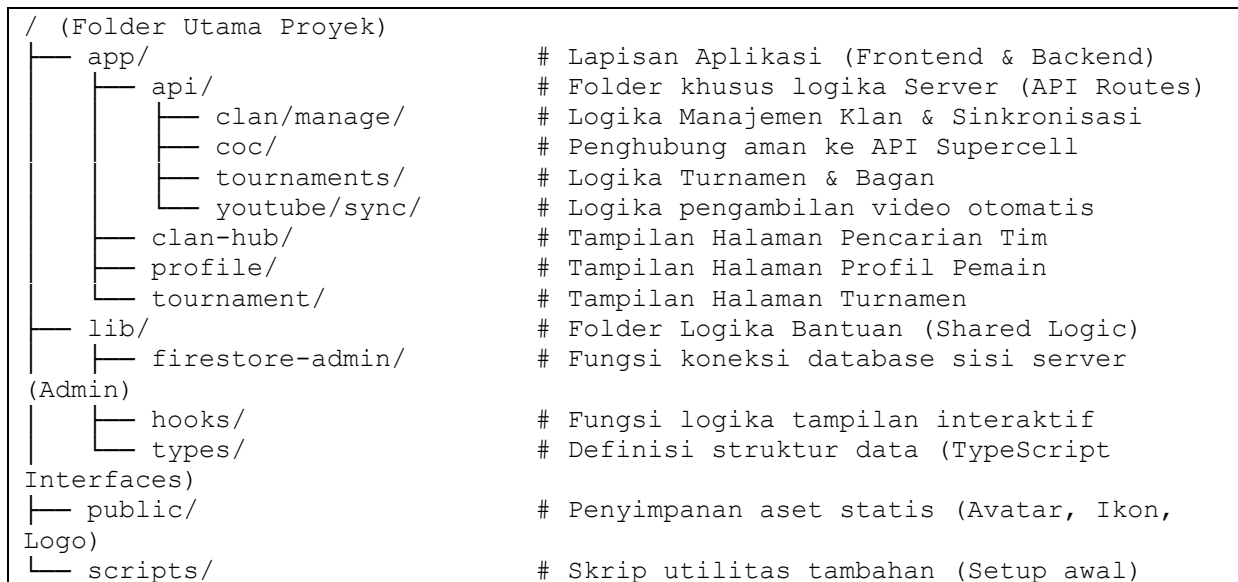 / (Folder Utama Proyek)
├── app/                    # Lapisan Aplikasi (Frontend & Backend)
│   ├── api/                # Folder khusus logika Server (API Routes)
│   │   ├── clan/manage/    # Logika Manajemen Klan & Sinkronisasi
│   │   ├── coc/            # Penghubung aman ke API Supercell
│   │   ├── tournaments/    # Logika Turnamen & Bagan
│   │   └── youtube/sync/   # Logika pengambilan video otomatis
│   ├── clan-hub/           # Tampilan Halaman Pencarian Tim
│   ├── profile/            # Tampilan Halaman Profil Pemain
│   └── tournament/         # Tampilan Halaman Turnamen
├── lib/                    # Folder Logika Bantuan (Shared Logic)
│   ├── firestore-admin/    # Fungsi koneksi database sisi server
(Admin)
│   ├── hooks/              # Fungsi logika tampilan interaktif
│   └── types/              # Definisi struktur data (TypeScript
Interfaces)
├── public/                 # Penyimpanan aset statis (Avatar, Ikon,
Logo)
└── scripts/                # Skrip utilitas tambahan (Setup awal)